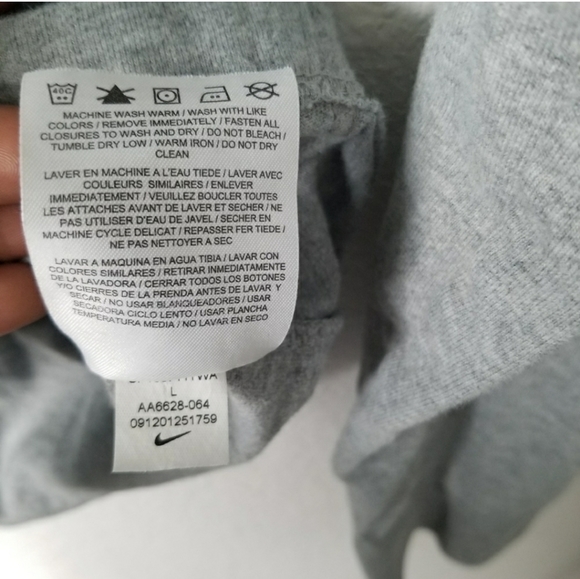 40C
MACHINE WASH WARM / WASH WITH LIKE
COLORS / REMOVE IMMEDIATELY / FASTEN ALL
CLOSURES TO WASH AND DRY / DO NOT BLEACH /
TUMBLE DRY LOW / WARM IRON / DO NOT DRY
CLEAN
LAVER EN MACHINE A L'EAU TIEDE / LAVER AVEC
COULEURS SIMILAIRES / ENLEVER
IMMEDIATEMENT / VEUILLEZ BOUCLER TOUTES
LES ATTACHES AVANT DE LAVER ET SECHER / NE
PAS UTILISER D'EAU DE JAVEL / SECHER EN
MACHINE CYCLE DELICAT / REPASSER FER TIEDE /
NE PAS NETTOYER A SEC
LAVAR A MAQUINA EN AGUA TIBIA / LAVAR CON
COLORES SIMILARES / RETIRAR INMEDIATAMENTE
DE LA LAVADORA / CERRAR TODOS LOS BOTONES
Y/O CIERRES DE LA PRENDA ANTES DE LAVAR Y
SECAR / NO USAR BLANQUEADORES / USAR
SECADORA CICLO LENTO / USAR PLANCHA
TEMPERATURA MEDIA / NO LAVAR EN SECO
L
AA6628-064
091201251759